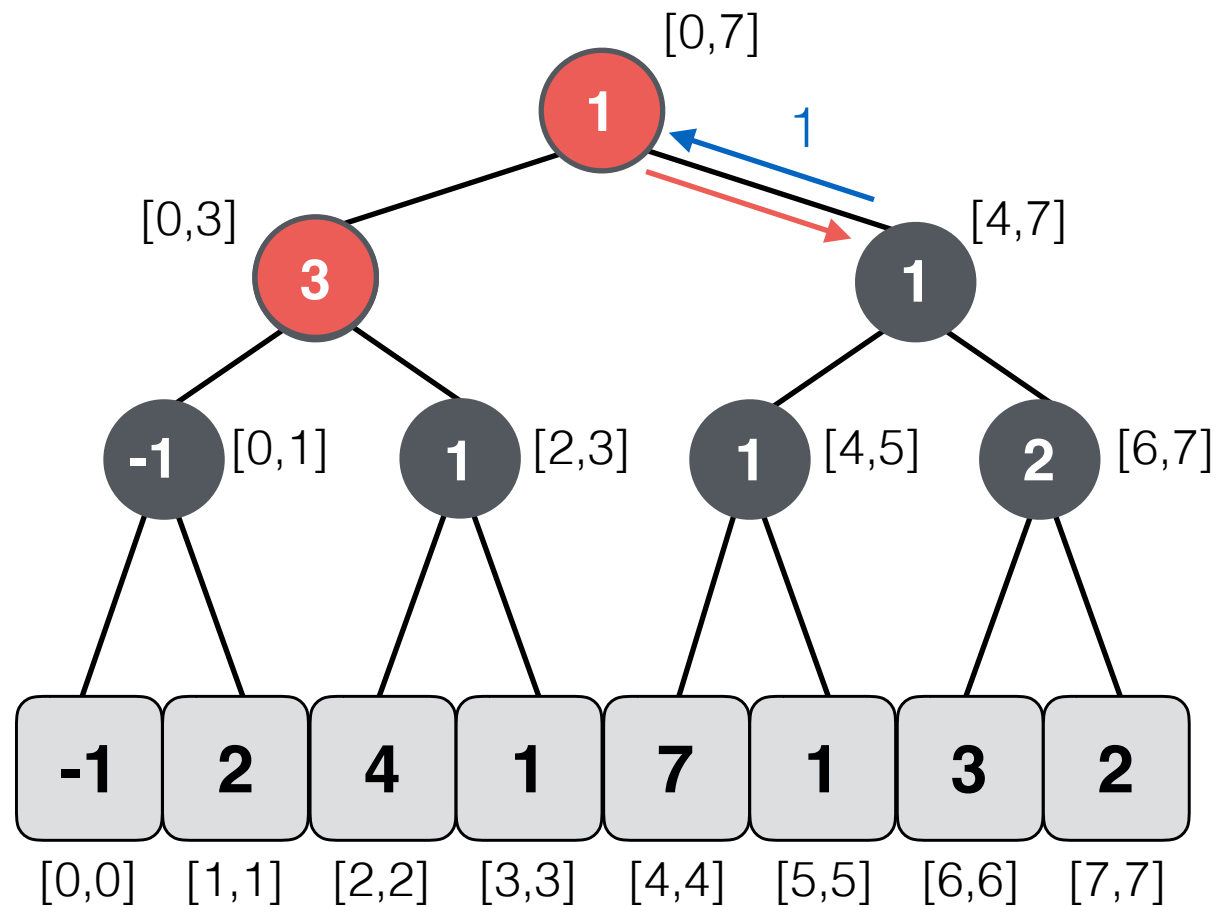 [0,7]
1
1
[0,3]
[4,7]
3
1
-1 [0,1] 1 [2,3] 1 [4,5] 2 [6,7]
-1 2 4 1 7 1 3 2
[0,0] [1,1] [2,2] [3,3] [4,4] [5,5] [6,6] [7,7]